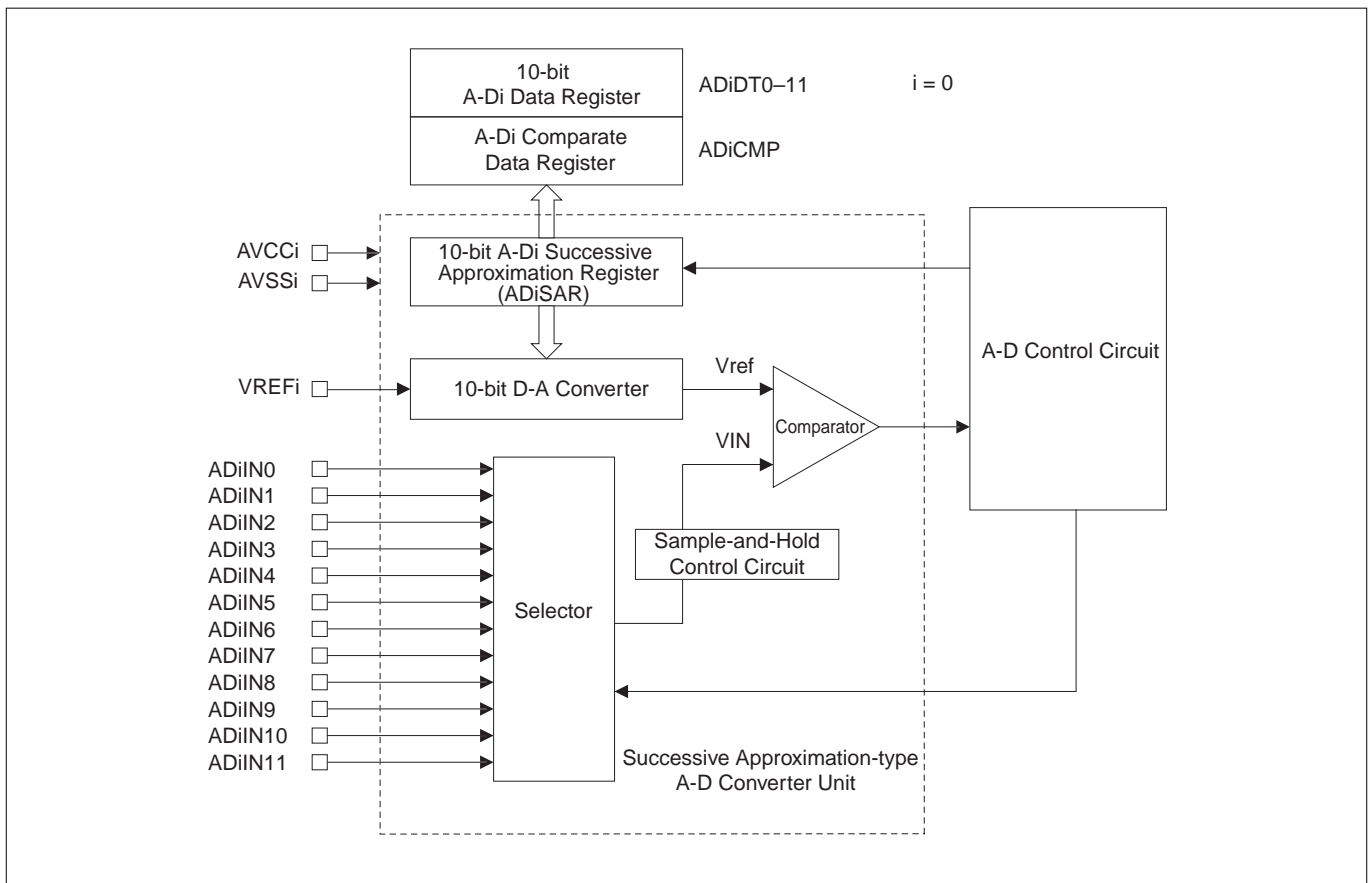 10-bit
A-Di Data Register
ADiDT0–11
i = 0
A-Di Comparate
Data Register
ADiCMP
AVCCi
AVSSi
10-bit A-Di Successive
Approximation Register
(ADiSAR)
A-D Control Circuit
VREFi
10-bit D-A Converter
Vref
Comparator
VIN
ADiIN0
ADiIN1
ADiIN2
ADiIN3
ADiIN4
ADiIN5
ADiIN6
ADiIN7
ADiIN8
ADiIN9
ADiIN10
ADiIN11
Selector
Sample-and-Hold
Control Circuit
Successive Approximation-type
A-D Converter Unit